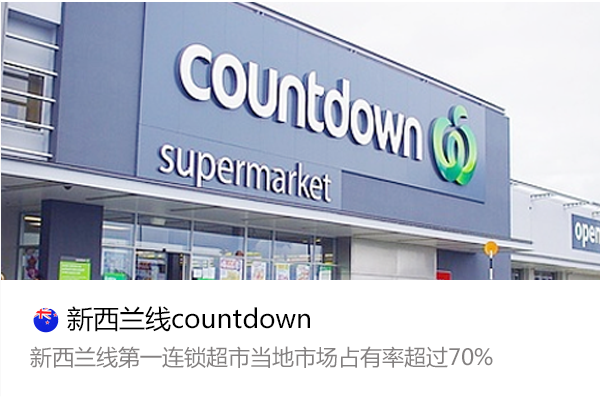 countdown
supermarket
open
新西兰线countdown
新西兰线第一连锁超市当地市场占有率超过70%